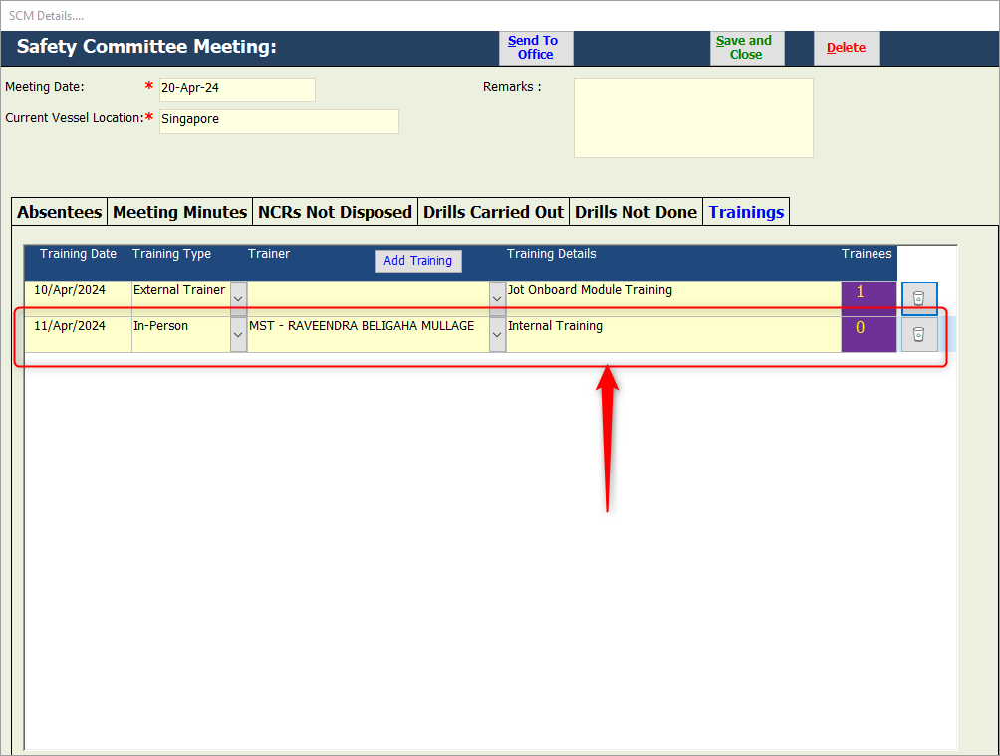 SCM Details....
Safety Committee Meeting:
Send To
Office
Save and
Close
Delete
Meeting Date: * 20-Apr-24
Remarks :
Current Vessel Location:* Singapore
Absentees Meeting Minutes NCRs Not Disposed Drills Carried Out Drills Not Done Trainings
Training Date Training Type Trainer Add Training Training Details Trainees
10/Apr/2024 External Trainer Jot Onboard Module Training 1
11/Apr/2024 In-Person MST - RAVEENDRA BELIGAHA MULLAGE Internal Training 0